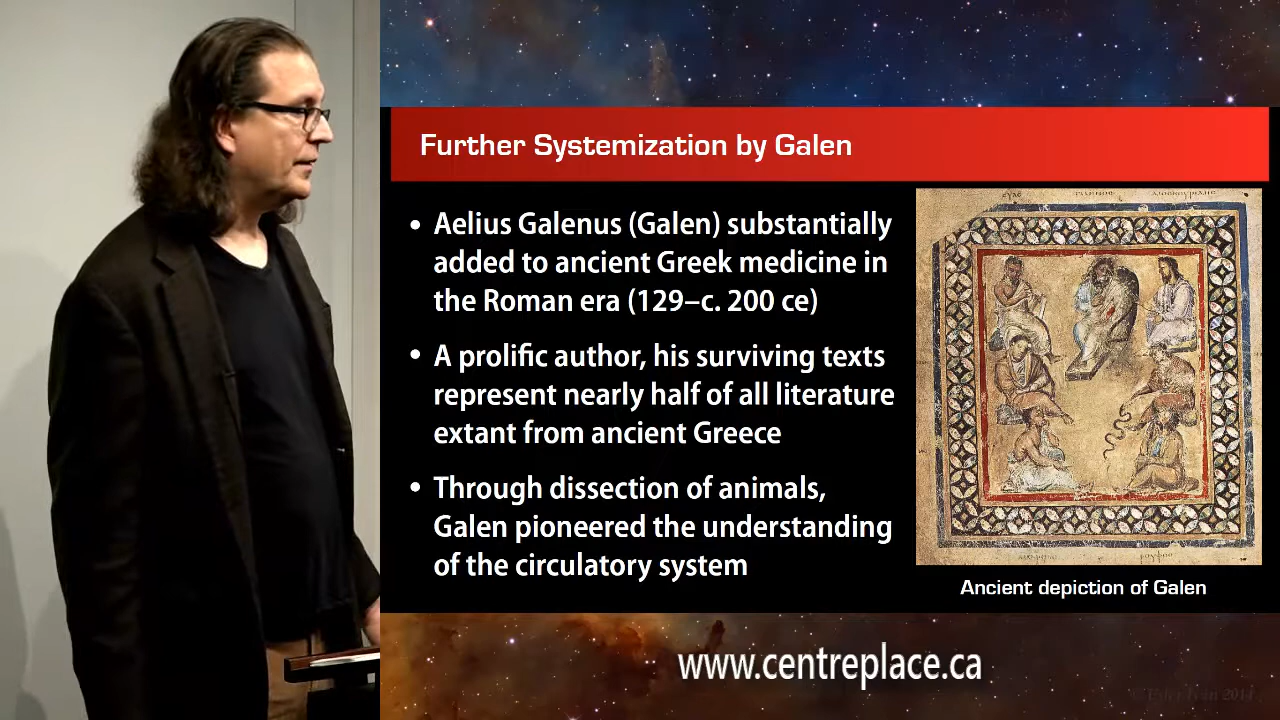 Further Systemization by Galen
• Aelius Galenus (Galen) substantially
added to ancient Greek medicine in
the Roman era (129–c. 200 ce)
• A prolific author, his surviving texts
represent nearly half of all literature
extant from ancient Greece
• Through dissection of animals,
Galen pioneered the understanding
of the circulatory system
Ancient depiction of Galen
www.centreplace.ca